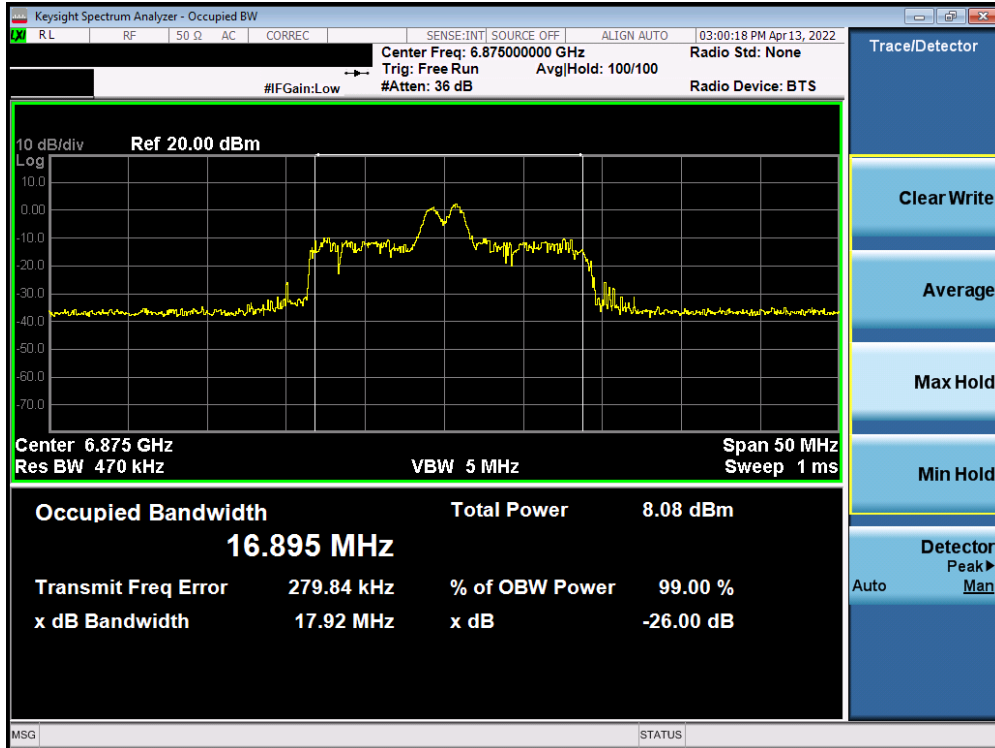 Keysight Spectrum Analyzer - Occupied BW
LXI RL RF 50 Ω AC CORREC SENSE:INT SOURCE OFF ALIGN AUTO 03:00:18 PM Apr 13, 2022
Center Freq: 6.875000000 GHz Radio Std: None
Trig: Free Run Avg|Hold: 100/100
#IFGain:Low #Atten: 36 dB Radio Device: BTS
10 dB/div Ref 20.00 dBm
Log
10.0
0.00
-10.0
-20.0
-30.0
-40.0
-50.0
-60.0
-70.0
Center 6.875 GHz Span 50 MHz
Res BW 470 kHz VBW 5 MHz Sweep 1 ms
Occupied Bandwidth Total Power 8.08 dBm
16.895 MHz
Transmit Freq Error 279.84 kHz % of OBW Power 99.00 %
x dB Bandwidth 17.92 MHz x dB -26.00 dB
MSG STATUS
Trace/Detector
Clear Write
Average
Max Hold
Min Hold
Detector
Peak▶
Auto Man